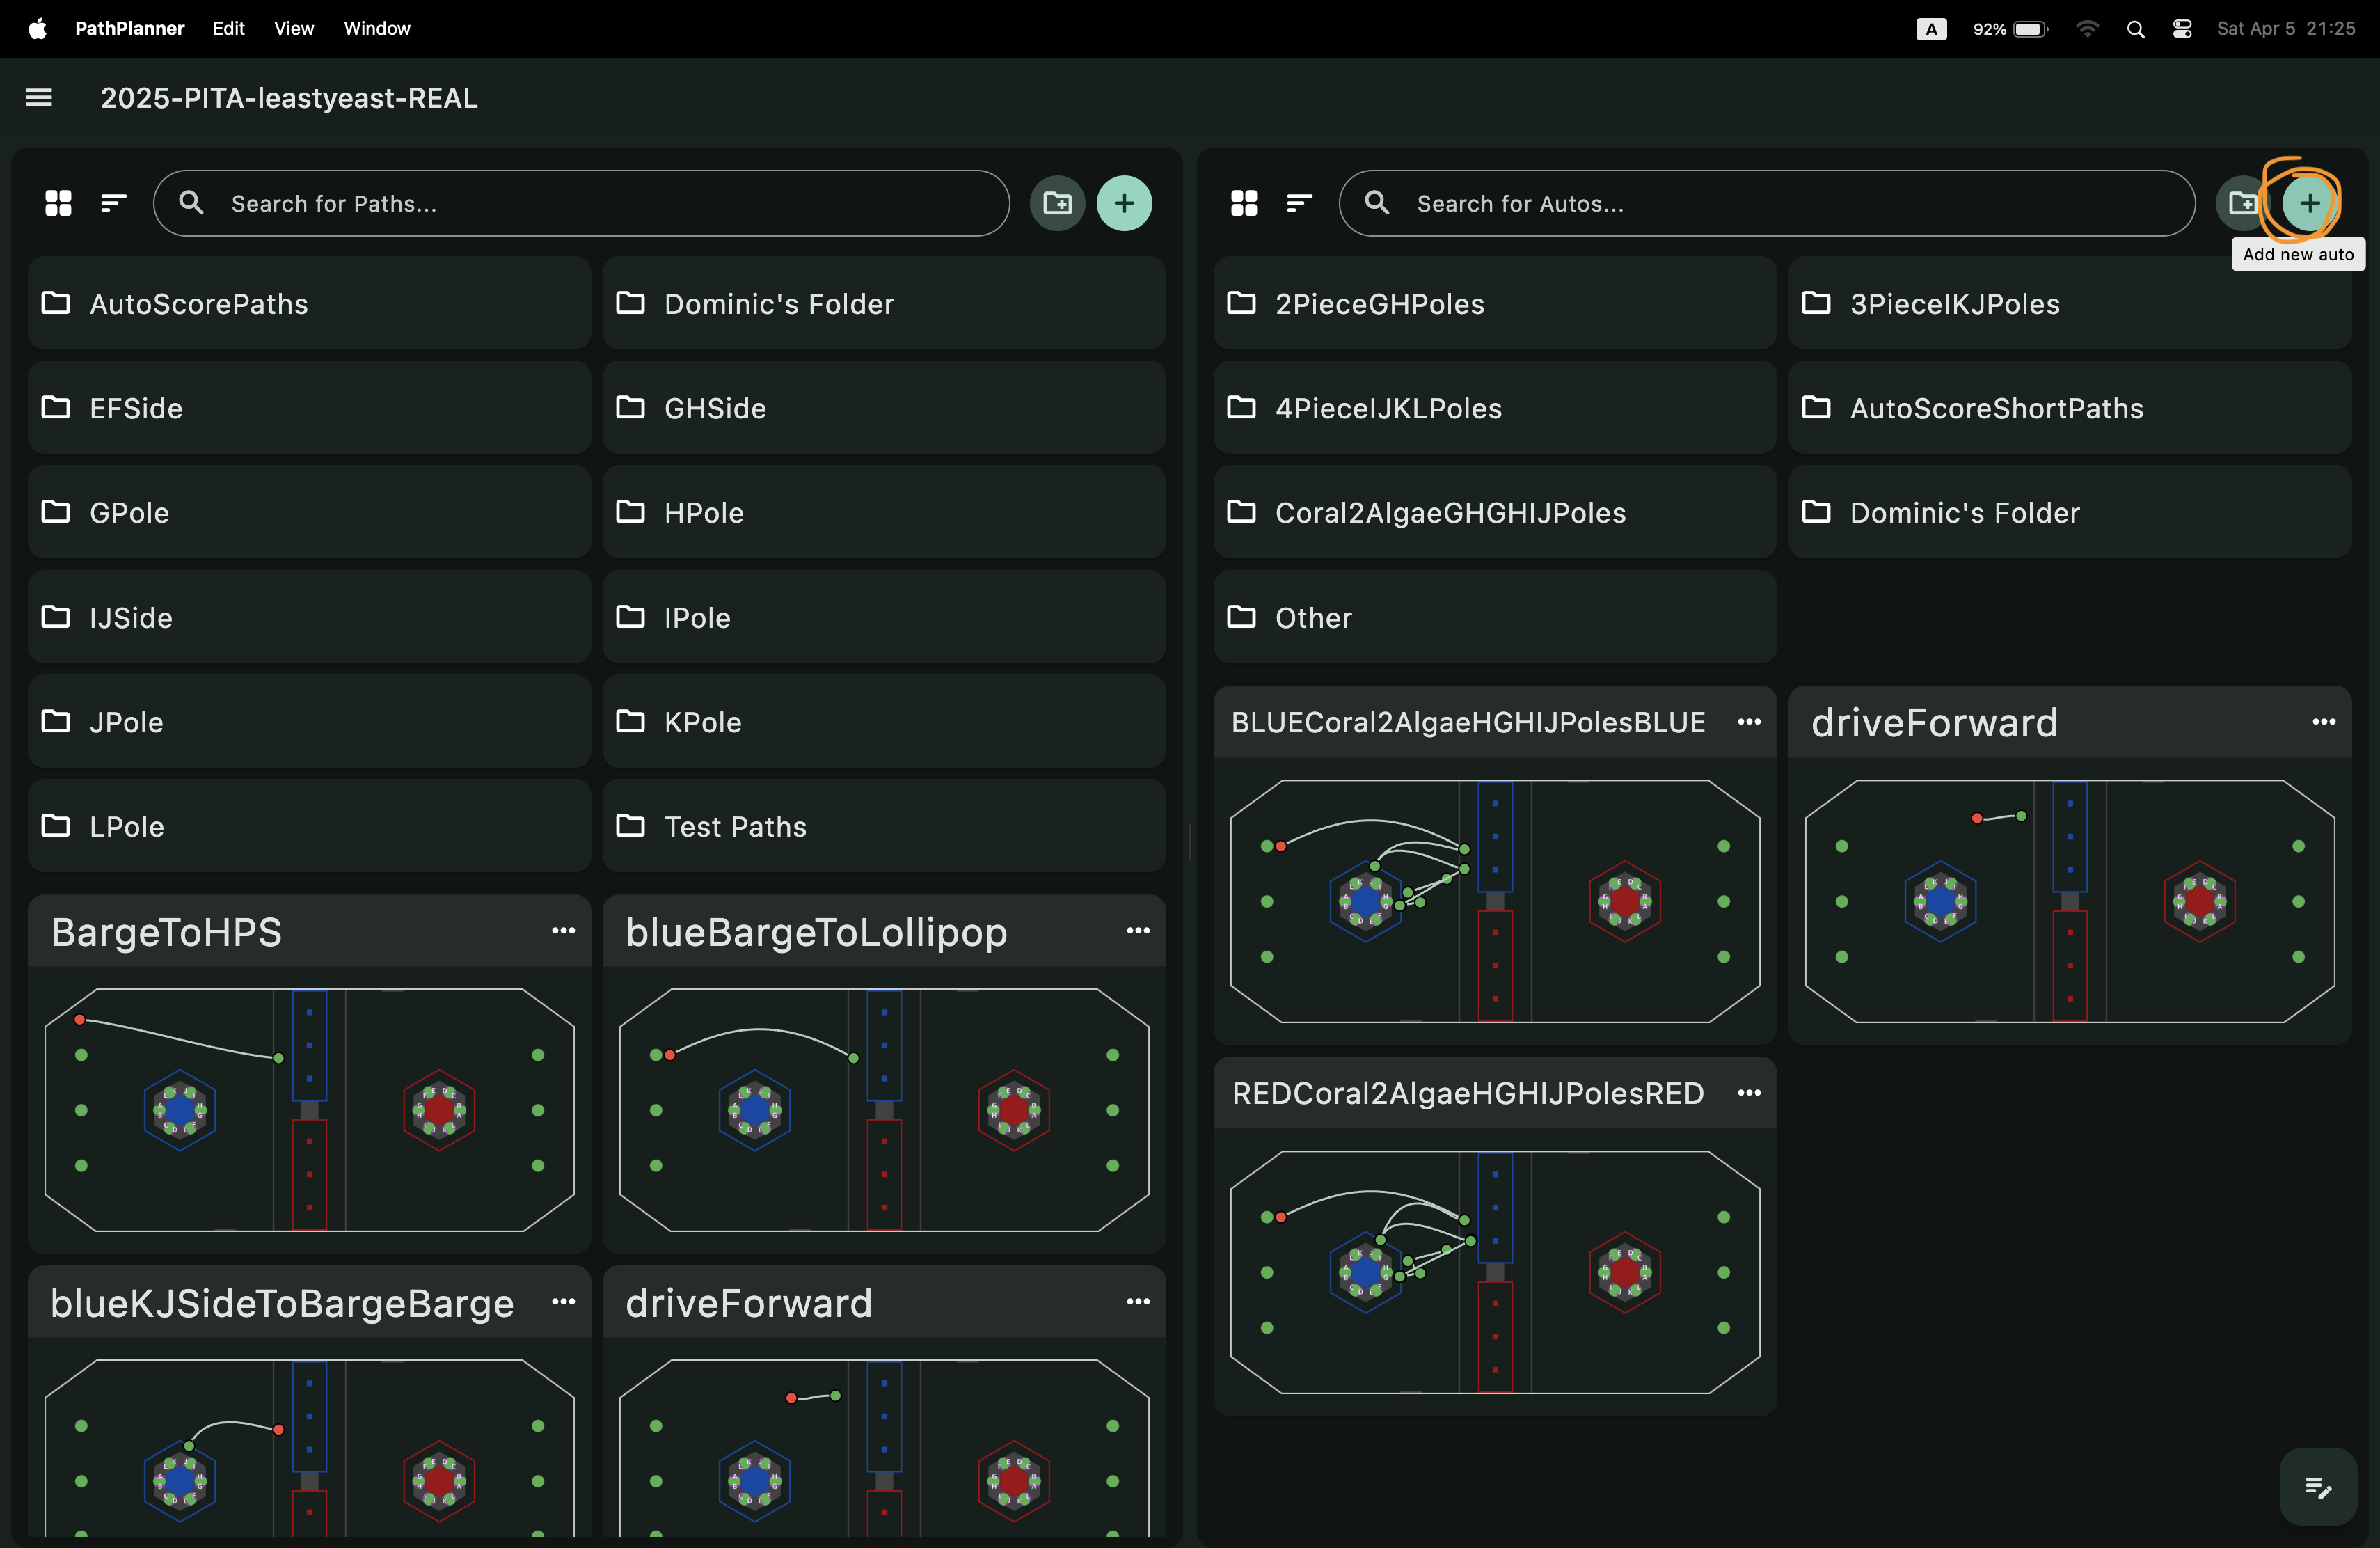 PathPlanner Edit View Window
A 92% Sat Apr 5 21:25
2025-PITA-leastyeast-REAL
Search for Paths...
AutoScorePaths Dominic's Folder
EFSide GHSide
GPole HPole
IJSide IPole
JPole KPole
LPole Test Paths
BargeToHPS blueBargeToLollipop
blueKJSideToBargeBarge driveForward
Search for Autos...
Add new auto
2PieceGHPoles 3PieceIKJPoles
4PieceIJKLPoles AutoScoreShortPaths
Coral2AlgaeGHGHIJPoles Dominic's Folder
Other
BLUECoral2AlgaeHGHIJPolesBLUE driveForward
REDCoral2AlgaeHGHIJPolesRED